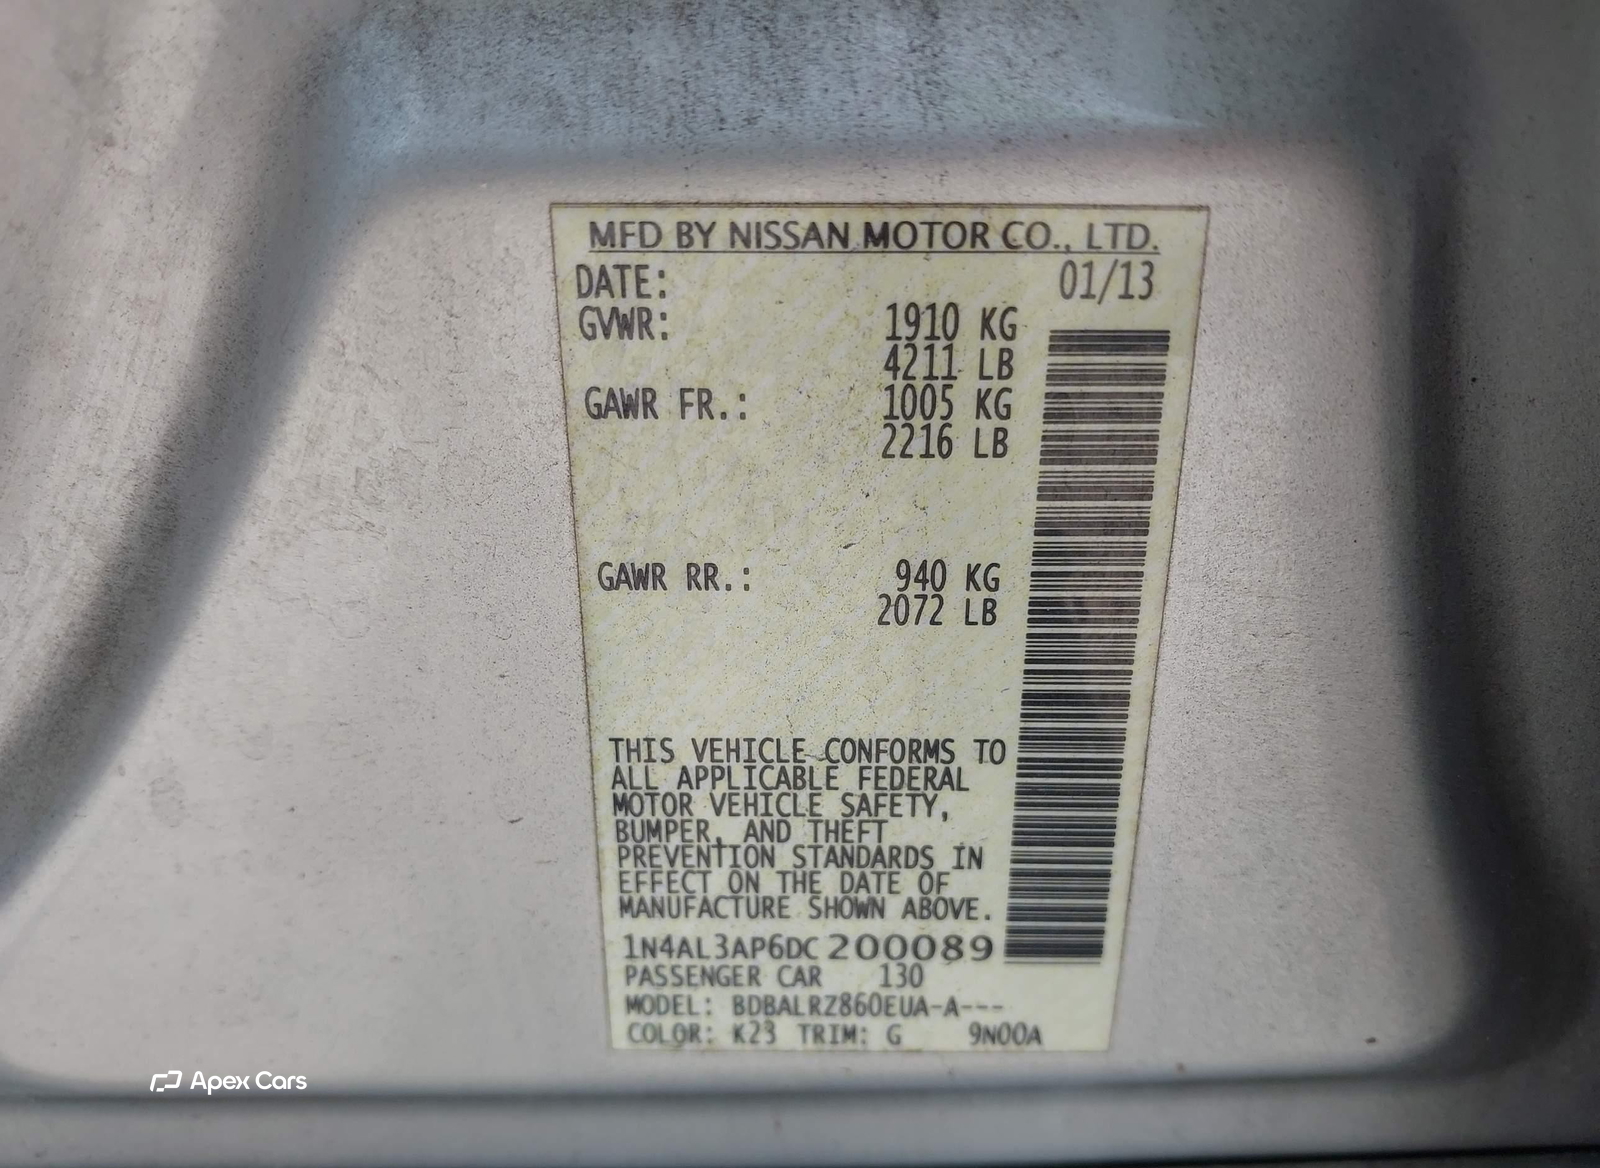 MFD BY NISSAN MOTOR CO., LTD.
DATE: 01/13
GVWR: 1910 KG
4211 LB
GAWR FR.: 1005 KG
2216 LB
GAWR RR.: 940 KG
2072 LB
THIS VEHICLE CONFORMS TO
ALL APPLICABLE FEDERAL
MOTOR VEHICLE SAFETY,
BUMPER, AND THEFT
PREVENTION STANDARDS IN
EFFECT ON THE DATE OF
MANUFACTURE SHOWN ABOVE.
1N4AL3AP6DC200089
PASSENGER CAR 130
MODEL: BDBALRZ860EUA-A---
COLOR: K23 TRIM: G 9N00A
Apex Cars